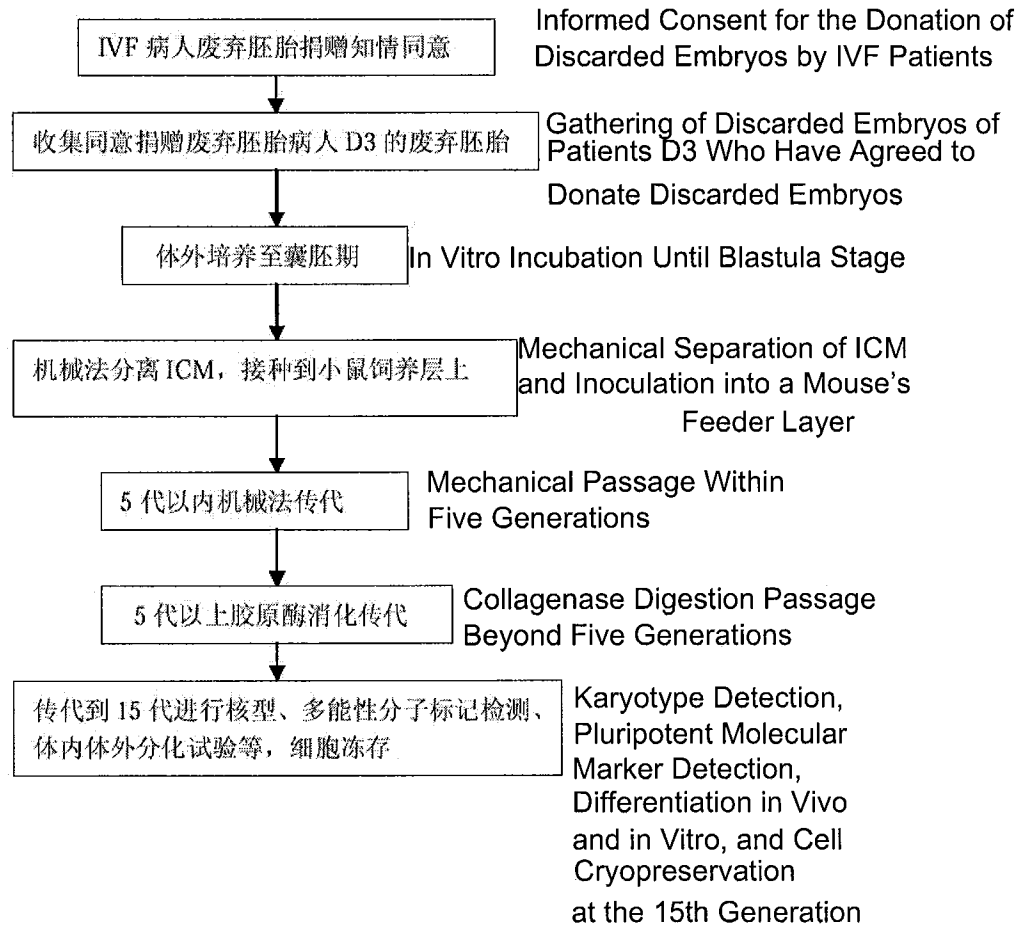 IVF 病人废弃胚胎捐赠知情同意
Informed Consent for the Donation of
Discarded Embryos by IVF Patients
收集同意捐赠废弃胚胎病人 D3 的废弃胚胎
Gathering of Discarded Embryos of
Patients D3 Who Have Agreed to
Donate Discarded Embryos
体外培养至囊胚期
In Vitro Incubation Until Blastula Stage
机械法分离 ICM，接种到小鼠饲养层上
Mechanical Separation of ICM
and Inoculation into a Mouse's
Feeder Layer
5 代以内机械法传代
Mechanical Passage Within
Five Generations
5 代以上胶原酶消化传代
Collagenase Digestion Passage
Beyond Five Generations
传代到 15 代进行核型、多能性分子标记检测、
体内体外分化试验等，细胞冻存
Karyotype Detection,
Pluripotent Molecular
Marker Detection,
Differentiation in Vivo
and in Vitro, and Cell
Cryopreservation
at the 15th Generation